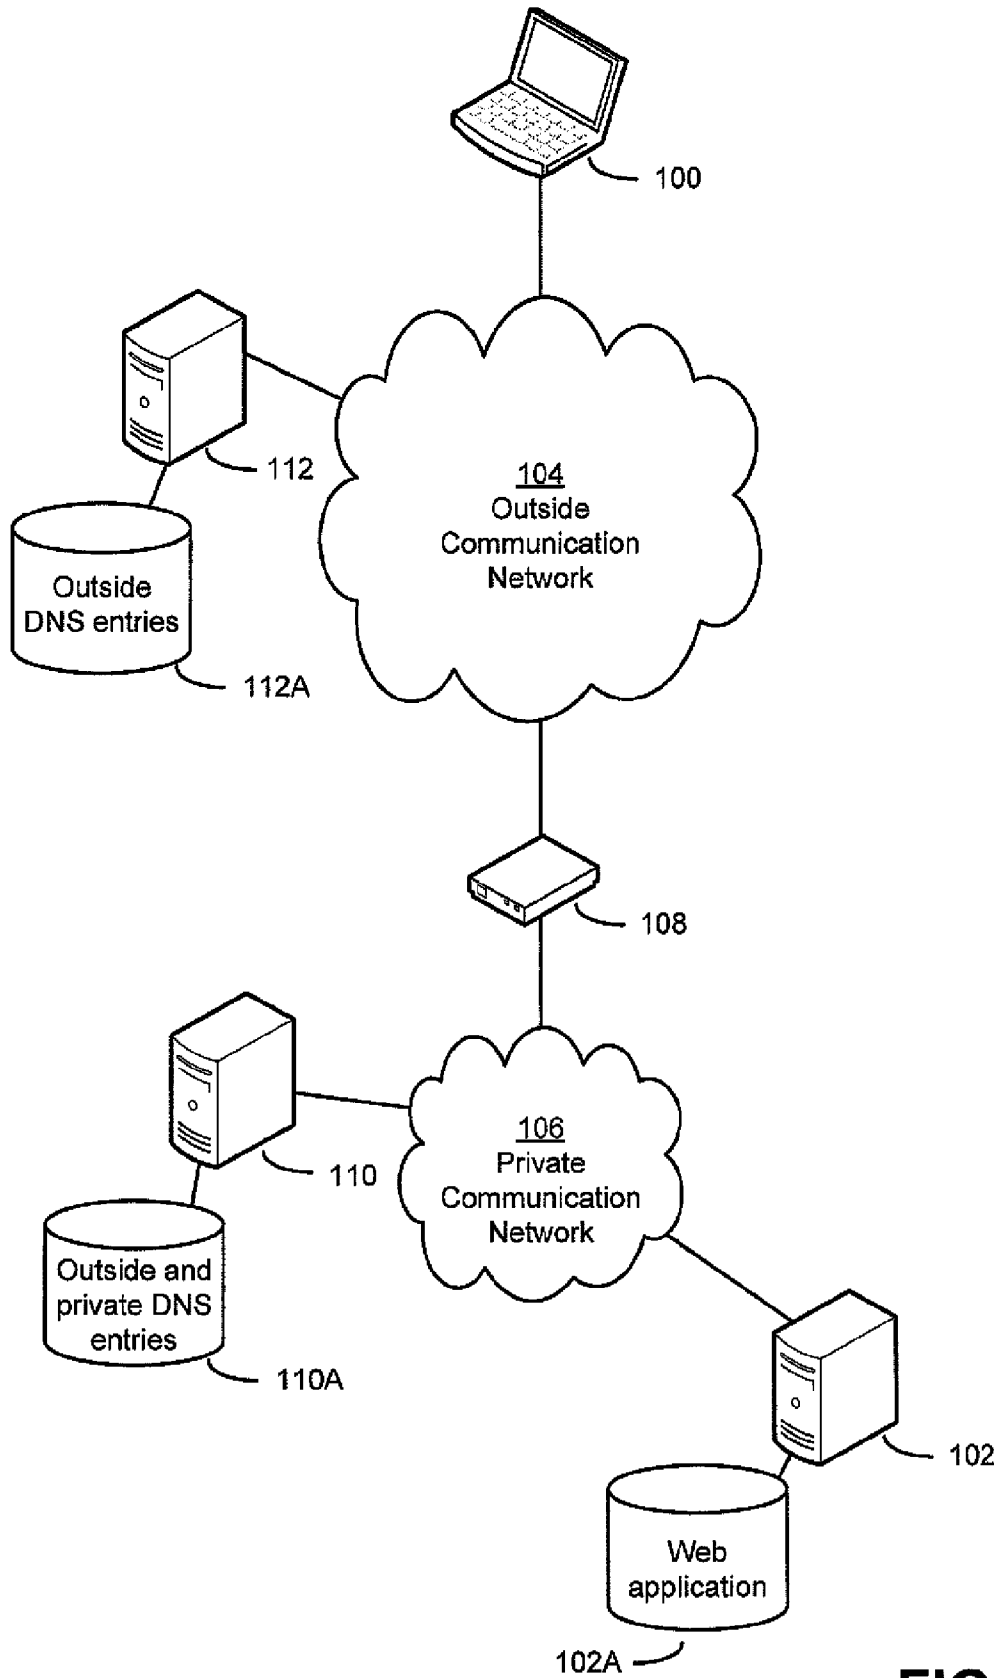 100
112
104
Outside
Communication
Network
Outside
DNS entries
112A
108
106
Private
Communication
Network
110
Outside and
private DNS
entries
110A
102
Web
application
102A